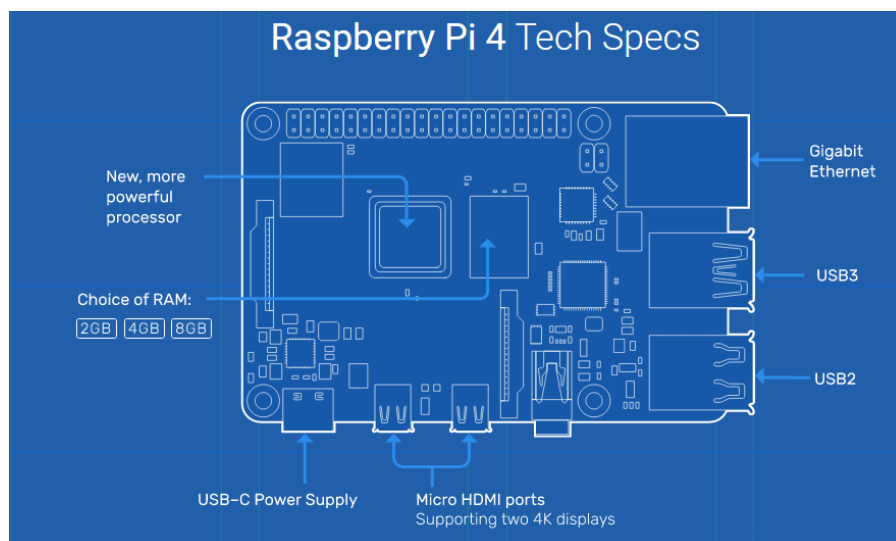 Raspberry Pi 4 Tech Specs
New, more
powerful
processor
Choice of RAM:
2GB 4GB 8GB
Gigabit
Ethernet
USB3
USB2
USB-C Power Supply
Micro HDMI ports
Supporting two 4K displays